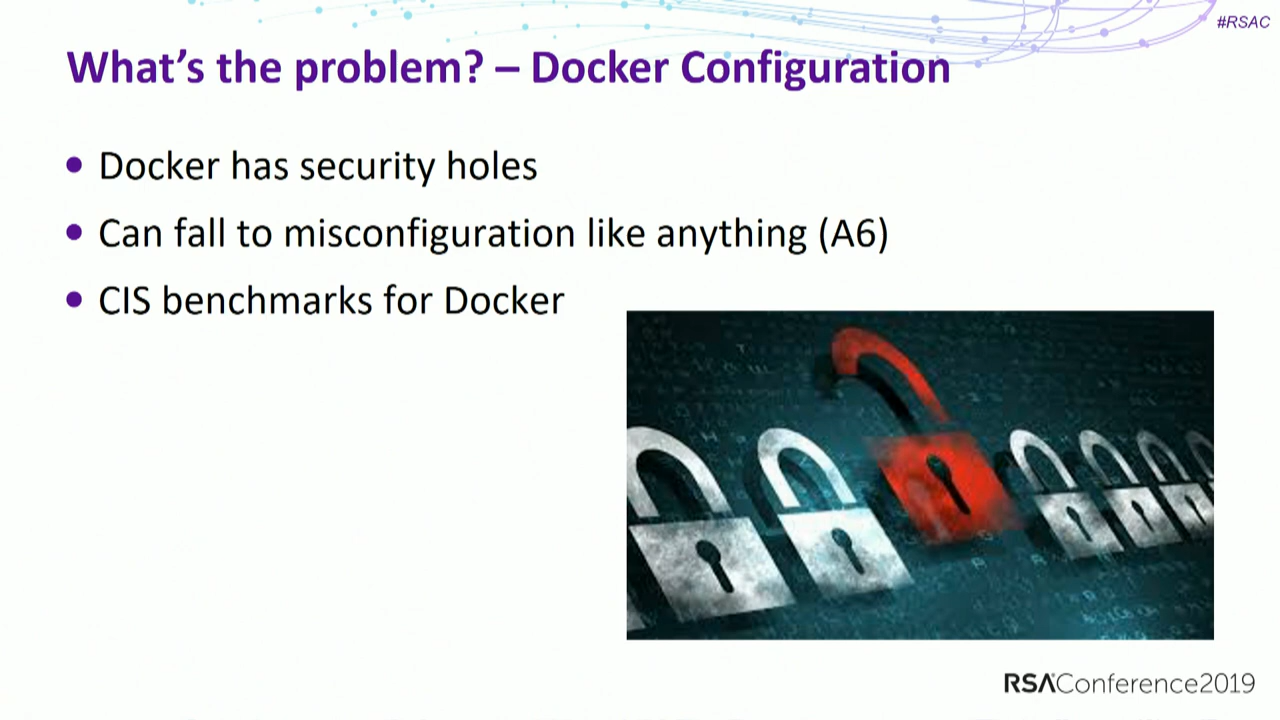 #RSAC
What's the problem? – Docker Configuration
Docker has security holes
Can fall to misconfiguration like anything (A6)
CIS benchmarks for Docker
RSAConference2019